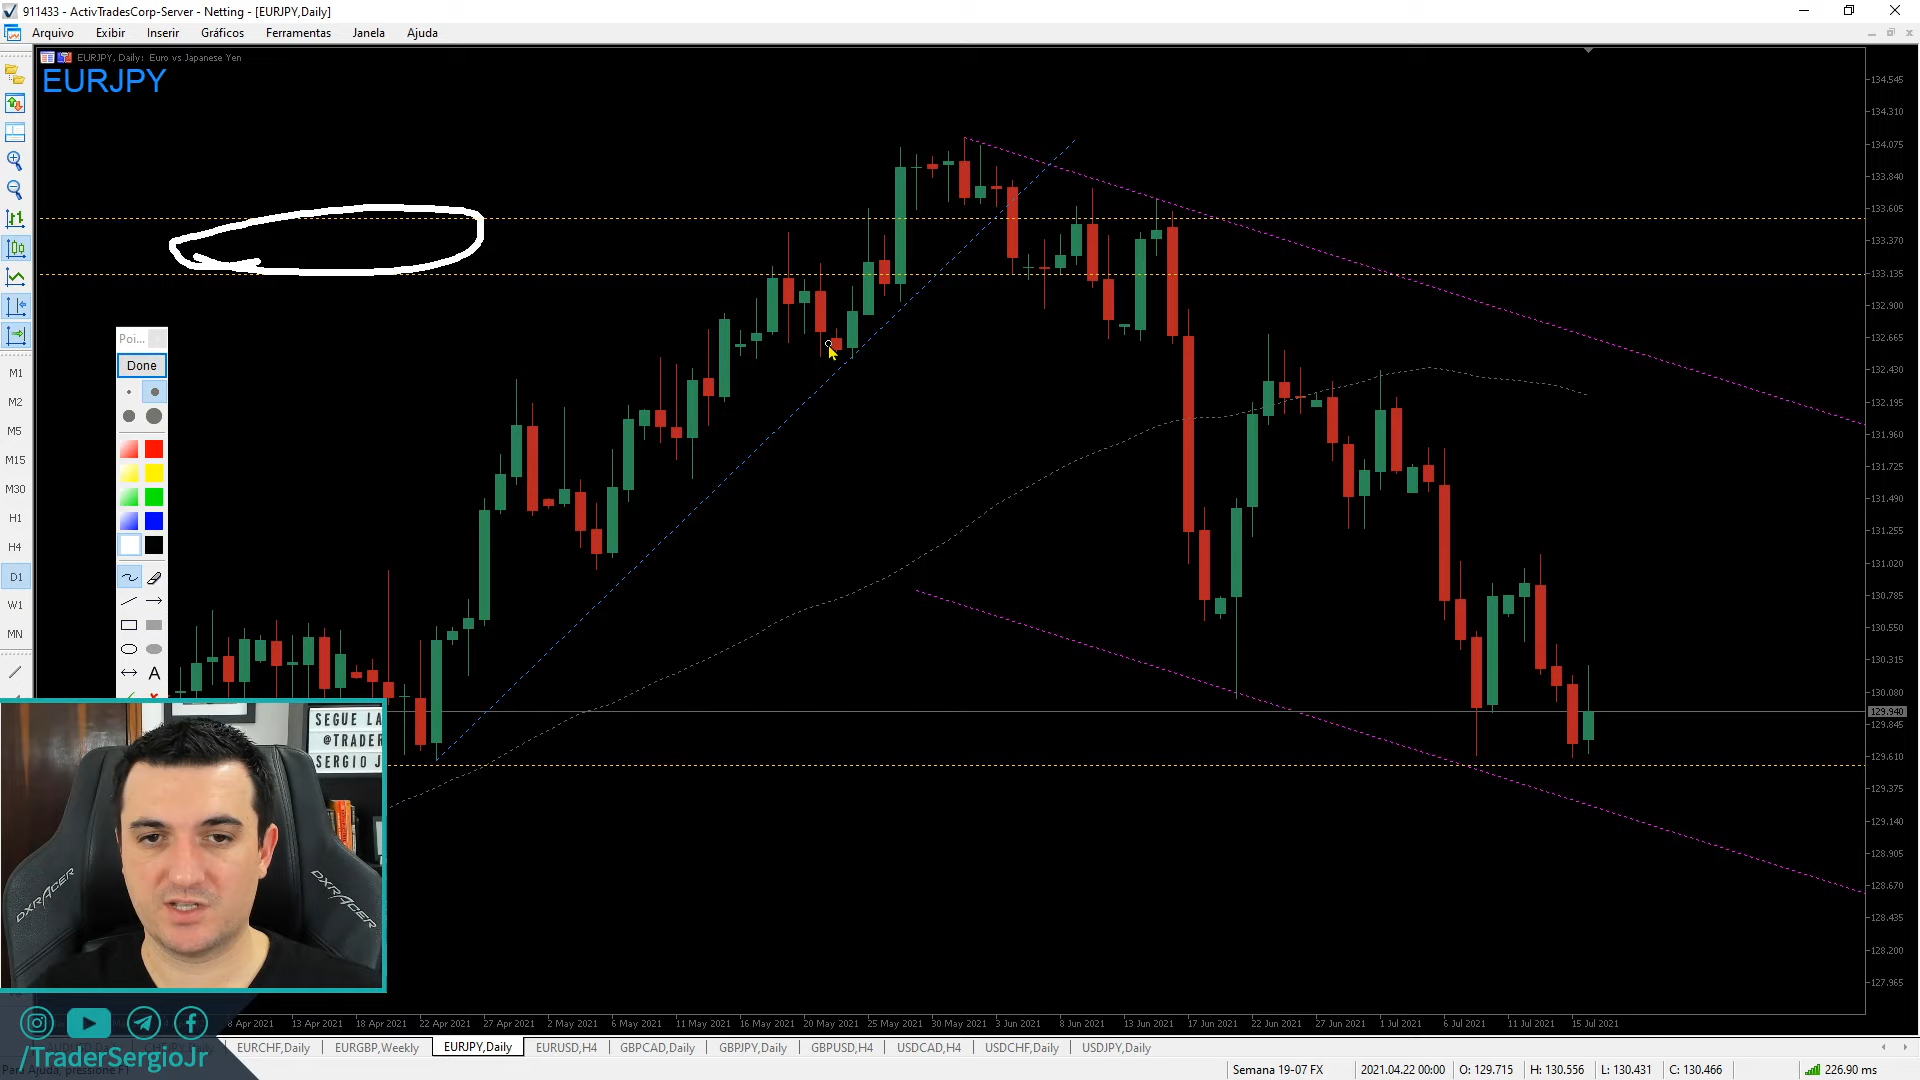 911433 - ActivTradesCorp-Server - Netting - [EURJPY,Daily]
Arquivo Exibir Inserir Gráficos Ferramentas Janela Ajuda
EURJPY, Daily: Euro vs Japanese Yen
EURJPY
134.545
134.310
134.075
133.840
133.605
133.370
133.135
132.900
132.665
132.430
132.195
131.960
131.725
131.490
131.255
131.020
130.785
130.550
130.315
130.080
129.940
129.845
129.610
129.375
129.140
128.905
128.670
128.435
128.200
127.965
Poi...
Done
A
M1
M2
M5
M15
M30
H1
H4
D1
W1
MN
SEGUE LA
@TRADER
SERGIO J
DXRACER
DXRACER
8 Apr 2021 13 Apr 2021 18 Apr 2021 22 Apr 2021 27 Apr 2021 2 May 2021 6 May 2021 11 May 2021 16 May 2021 20 May 2021 25 May 2021 30 May 2021 3 Jun 2021 8 Jun 2021 13 Jun 2021 17 Jun 2021 22 Jun 2021 27 Jun 2021 1 Jul 2021 6 Jul 2021 11 Jul 2021 15 Jul 2021
EURCHF,Daily EURGBP,Weekly EURJPY,Daily EURUSD,H4 GBPCAD,Daily GBPJPY,Daily GBPUSD,H4 USDCAD,H4 USDCHF,Daily USDJPY,Daily
/TraderSergioJr
Para Ajuda, pressione F1
Semana 19-07 FX 2021.04.22 00:00 O: 129.715 H: 130.556 L: 130.431 C: 130.466 226.90 ms